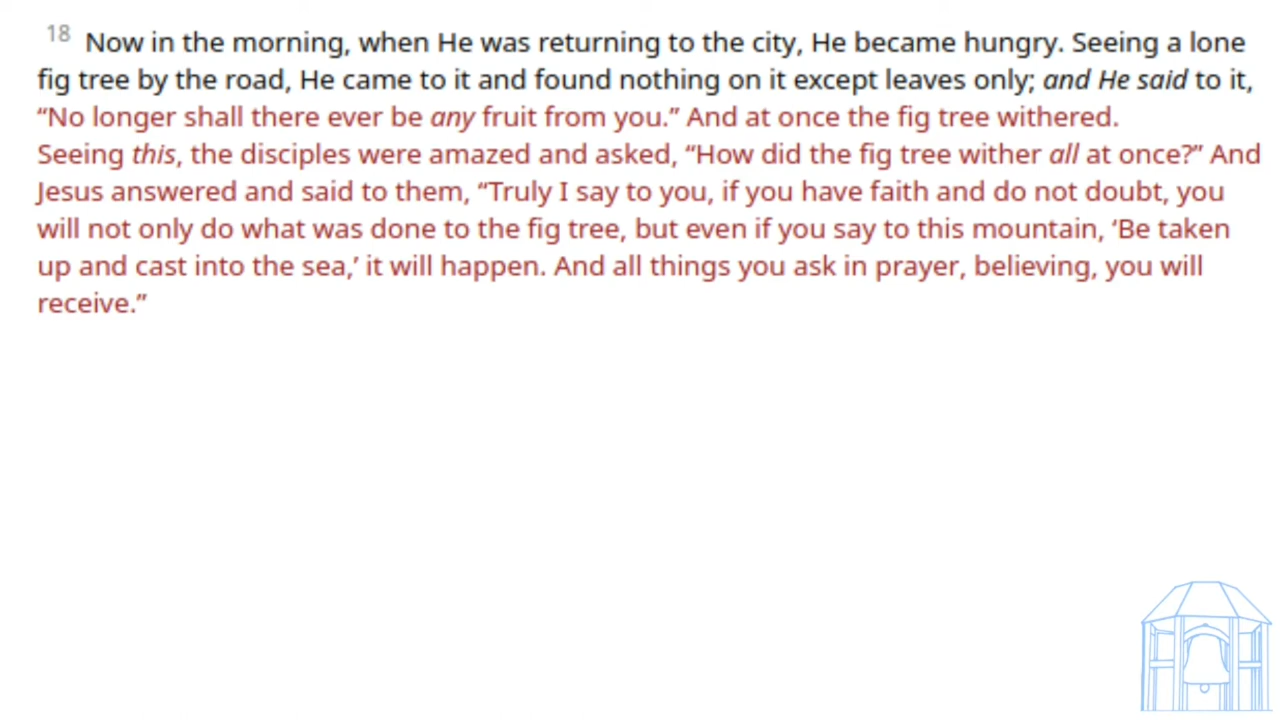 18 Now in the morning, when He was returning to the city, He became hungry. Seeing a lone
fig tree by the road, He came to it and found nothing on it except leaves only; and He said to it,
“No longer shall there ever be any fruit from you.” And at once the fig tree withered.
Seeing this, the disciples were amazed and asked, “How did the fig tree wither all at once?” And
Jesus answered and said to them, “Truly I say to you, if you have faith and do not doubt, you
will not only do what was done to the fig tree, but even if you say to this mountain, ‘Be taken
up and cast into the sea,’ it will happen. And all things you ask in prayer, believing, you will
receive.”